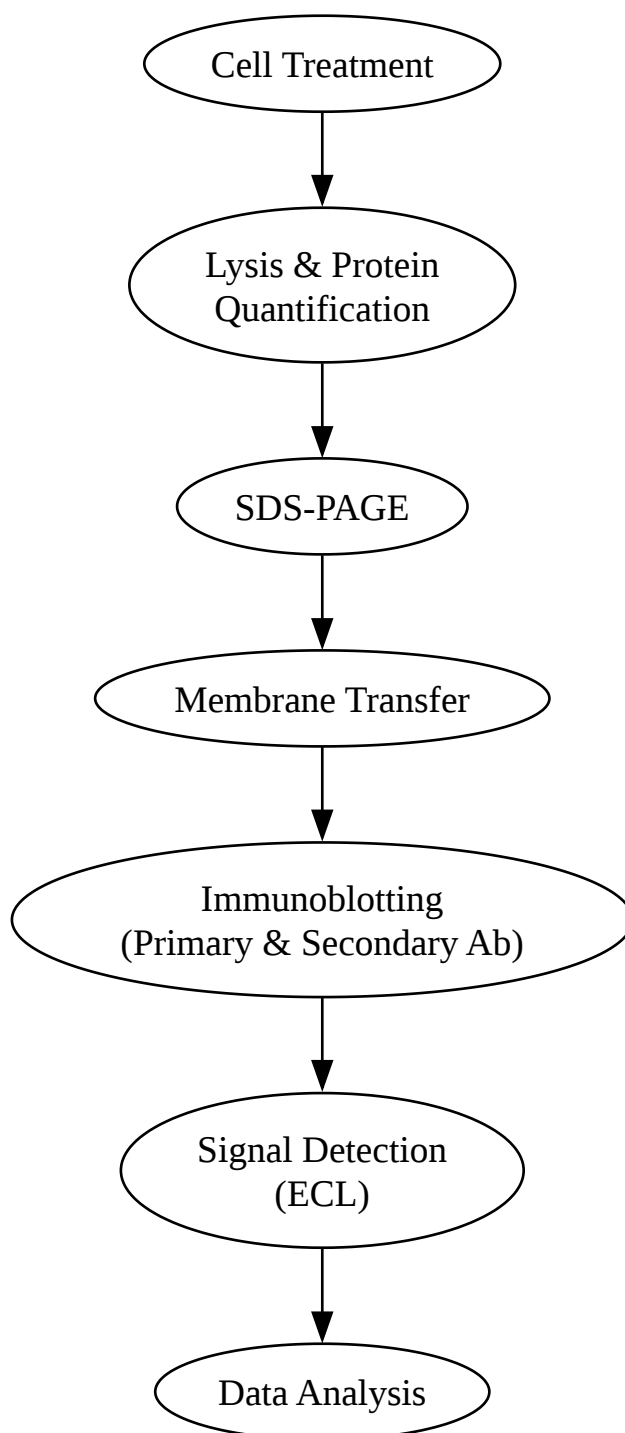 Cell Treatment
Lysis & Protein
Quantification
SDS-PAGE
Membrane Transfer
Immunoblotting
(Primary & Secondary Ab)
Signal Detection
(ECL)
Data Analysis